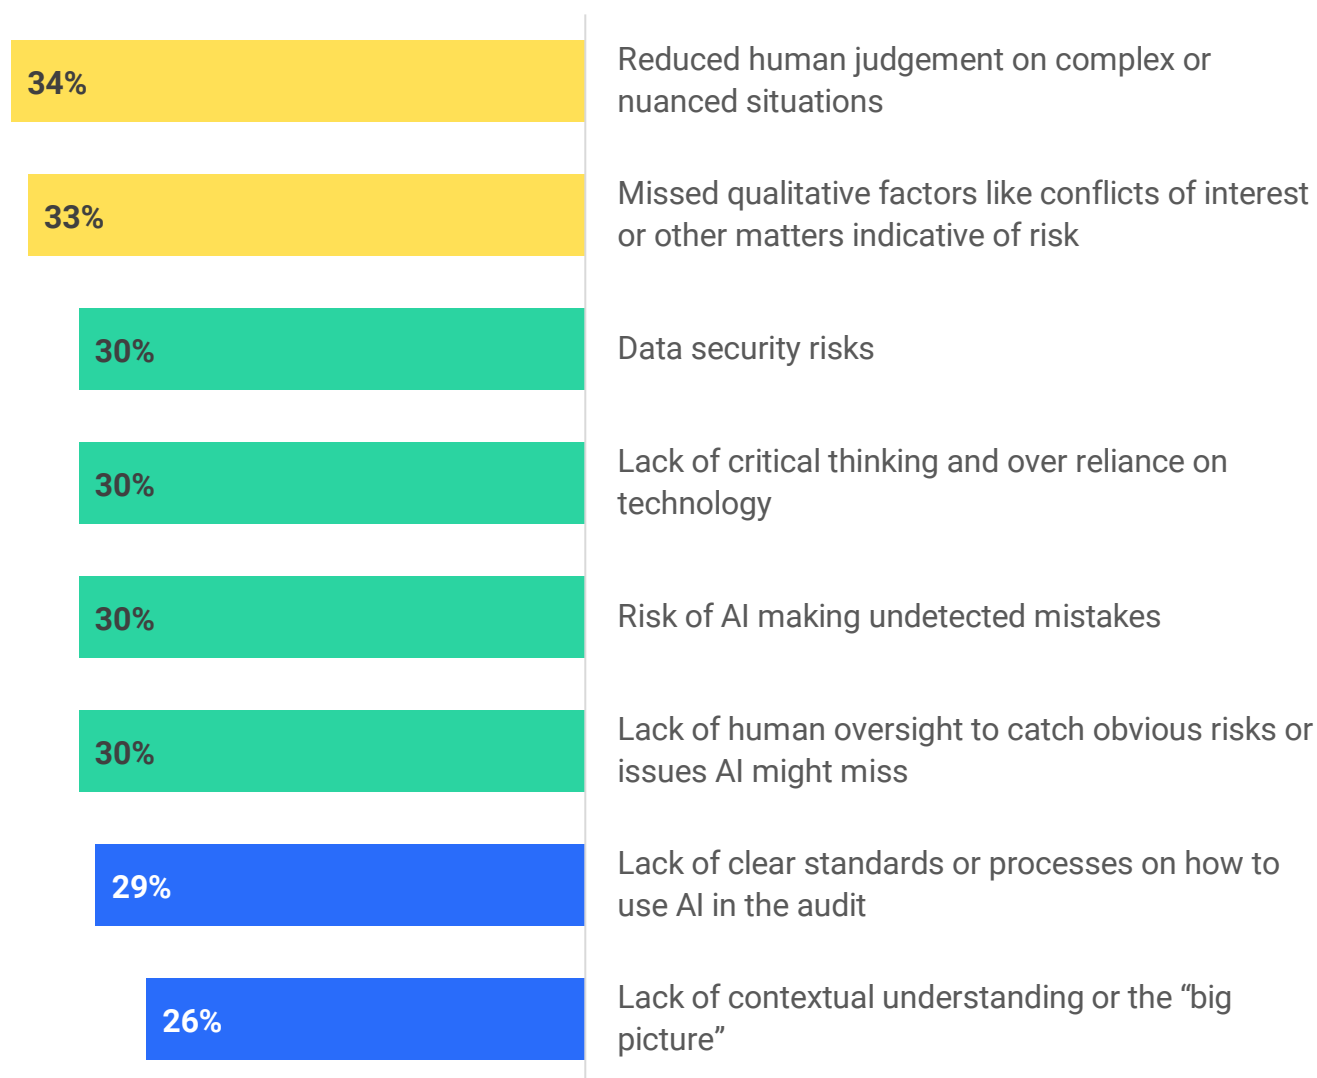 34%
Reduced human judgement on complex or
nuanced situations
33%
Missed qualitative factors like conflicts of interest
or other matters indicative of risk
30%
Data security risks
30%
Lack of critical thinking and over reliance on
technology
30%
Risk of AI making undetected mistakes
30%
Lack of human oversight to catch obvious risks or
issues AI might miss
29%
Lack of clear standards or processes on how to
use AI in the audit
26%
Lack of contextual understanding or the “big
picture”